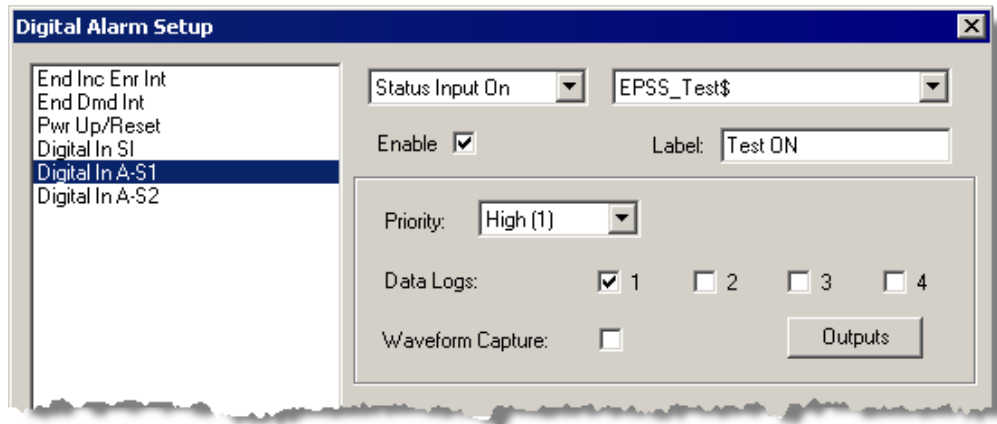 Digital Alarm Setup
End Inc Enr Int
End Dmd Int
Pwr Up/Reset
Digital In SI
Digital In A-S1
Digital In A-S2
Status Input On
EPSS_Test$
Enable
Label: Test ON
Priority: High (1)
Data Logs: 1 2 3 4
Waveform Capture:
Outputs